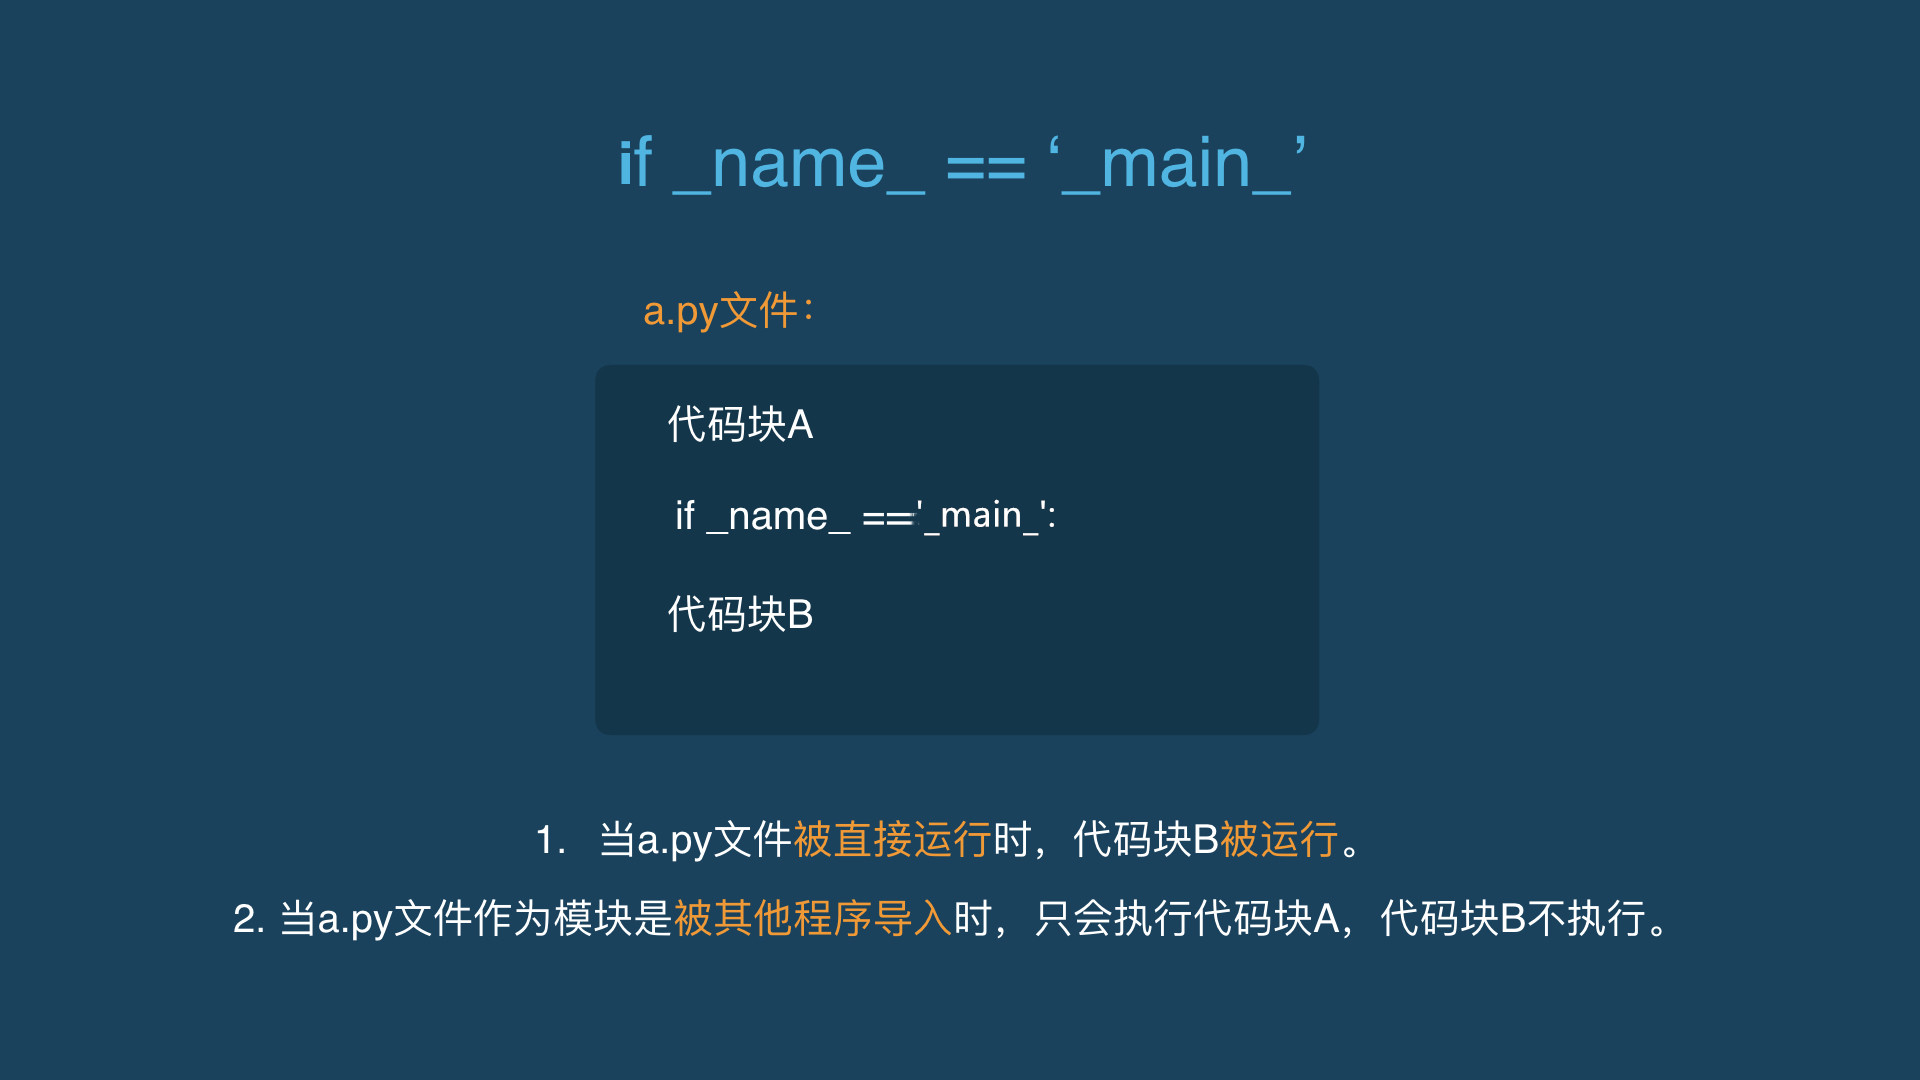 if _name_ == ‘_main_’
a.py文件：
代码块A
if _name_ =='_main_':
代码块B
1. 当a.py文件被直接运行时，代码块B被运行。
2. 当a.py文件作为模块是被其他程序导入时，只会执行代码块A，代码块B不执行。